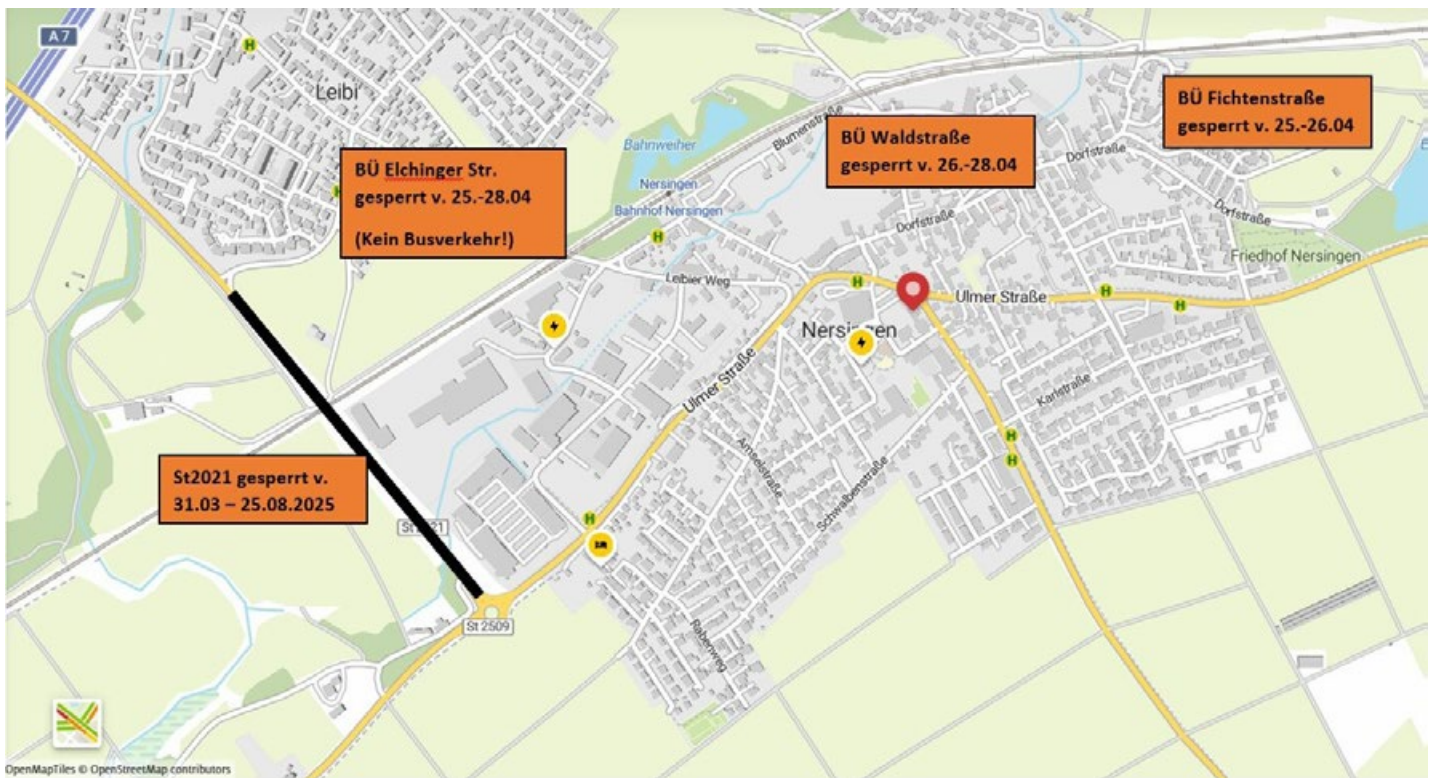 A 7
H
Leibi
BÜ Fichtenstraße
gesperrt v. 25.-26.04
BÜ Waldstraße
gesperrt v. 26.-28.04
Blumenstraße
BÜ Elchinger Str.
gesperrt v. 25.-28.04
(Kein Busverkehr!)
Bahnweiher
Nersingen
Bahnhof Nersingen
H
H
Dorfstraße
Dorfstraße
Dorfstraße
Friedhof Nersingen
Leibier Weg
H
Ulmer Straße
H
H
Nersingen
Ulmer Straße
Karlstraße
Amselstraße
Schwalbenstraße
H
H
St2021 gesperrt v.
31.03 – 25.08.2025
H
St 2509
Rabenweg
OpenMapTiles © OpenStreetMap contributors